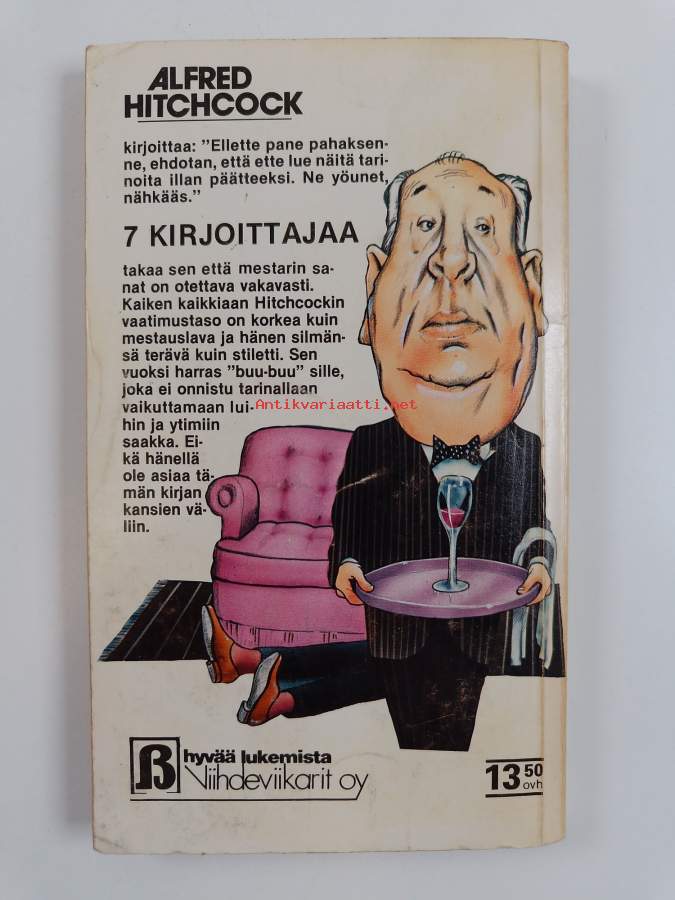 ALFRED
HITCHCOCK
kirjoittaa: "Ellette pane pahaksen-
ne, ehdotan, että ette lue näitä tari-
noita illan päätteeksi. Ne yöunet,
nähkääs."
7 KIRJOITTAJAA
takaa sen että mestarin sa-
nat on otettava vakavasti.
Kaiken kaikkiaan Hitchcockin
vaatimustaso on korkea kuin
mestauslava ja hänen silmän-
sä terävä kuin stiletti. Sen
vuoksi harras "buu-buu" sille,
joka ei onnistu tarinallaan
vaikuttamaan lui-
hin ja ytimiin
saakka. Ei-
kä hänellä
ole asiaa tä-
män kirjan
kansien vä-
liin.
Antikvariaatti.net
hyvää lukemista
Viihdeviikarit oy
13 50
ovh